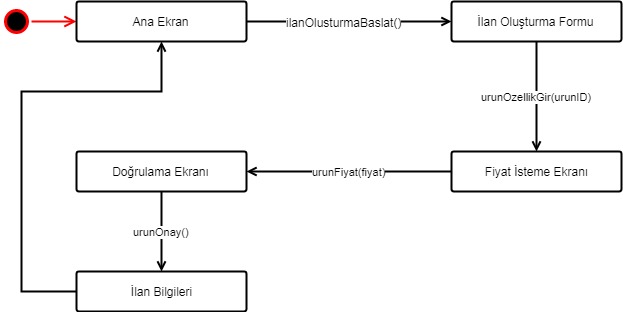 Ana Ekran
ilanOlusturmaBaslat()
İlan Oluşturma Formu
urunOzellikGir(urunID)
Doğrulama Ekranı
urunFiyat(fiyat)
Fiyat İsteme Ekranı
urunOnay()
İlan Bilgileri